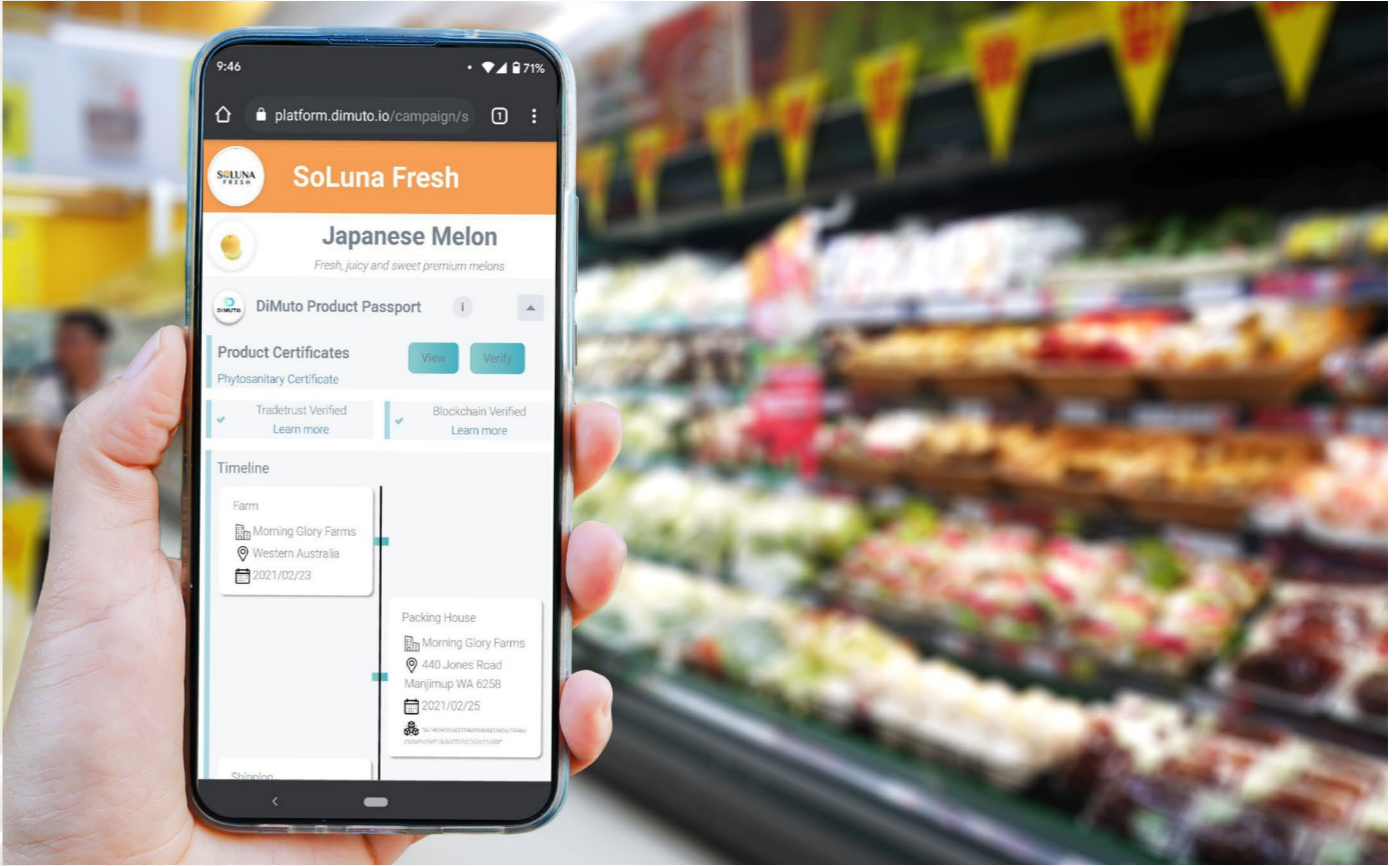 9:46
71%
platform.dimuto.io/campaign/s
1
SOLUNA
FRESH
SoLuna Fresh
Japanese Melon
Fresh, juicy and sweet premium melons
DIMUTO
DiMuto Product Passport
i
Product Certificates
View
Verify
Phytosanitary Certificate
Tradetrust Verified
Learn more
Blockchain Verified
Learn more
Timeline
Farm
Morning Glory Farms
Western Australia
2021/02/23
Packing House
Morning Glory Farms
440 Jones Road
Manjimup WA 6258
2021/02/25
Shipping